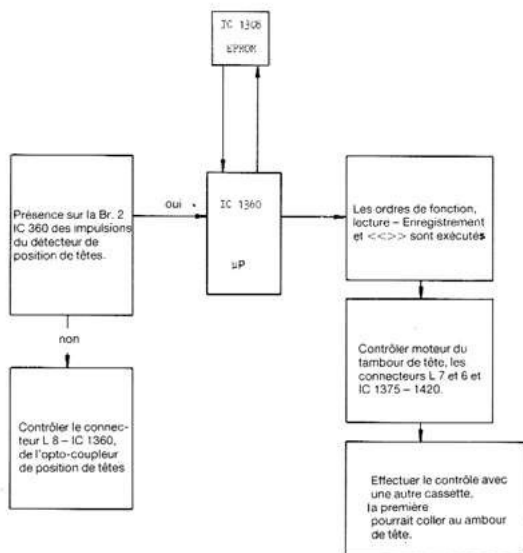 IC 1308
EPROM
Présence sur la Br. 2
IC 360 des impulsions
du détecteur de
position de têtes.
oui
IC 1360
µP
Les ordres de fonction,
lecture – Enregistrement
et <<>> sont exécutés
non
Contrôler le connec-
teur L 8 – IC 1360,
de l'opto-coupleur
de position de têtes
Contrôler moteur du
tambour de tête, les
connecteurs L 7 et 6 et
IC 1375 – 1420.
Effectuer le contrôle avec
une autre cassette,
la première
pourrait coller au ambour
de tête.